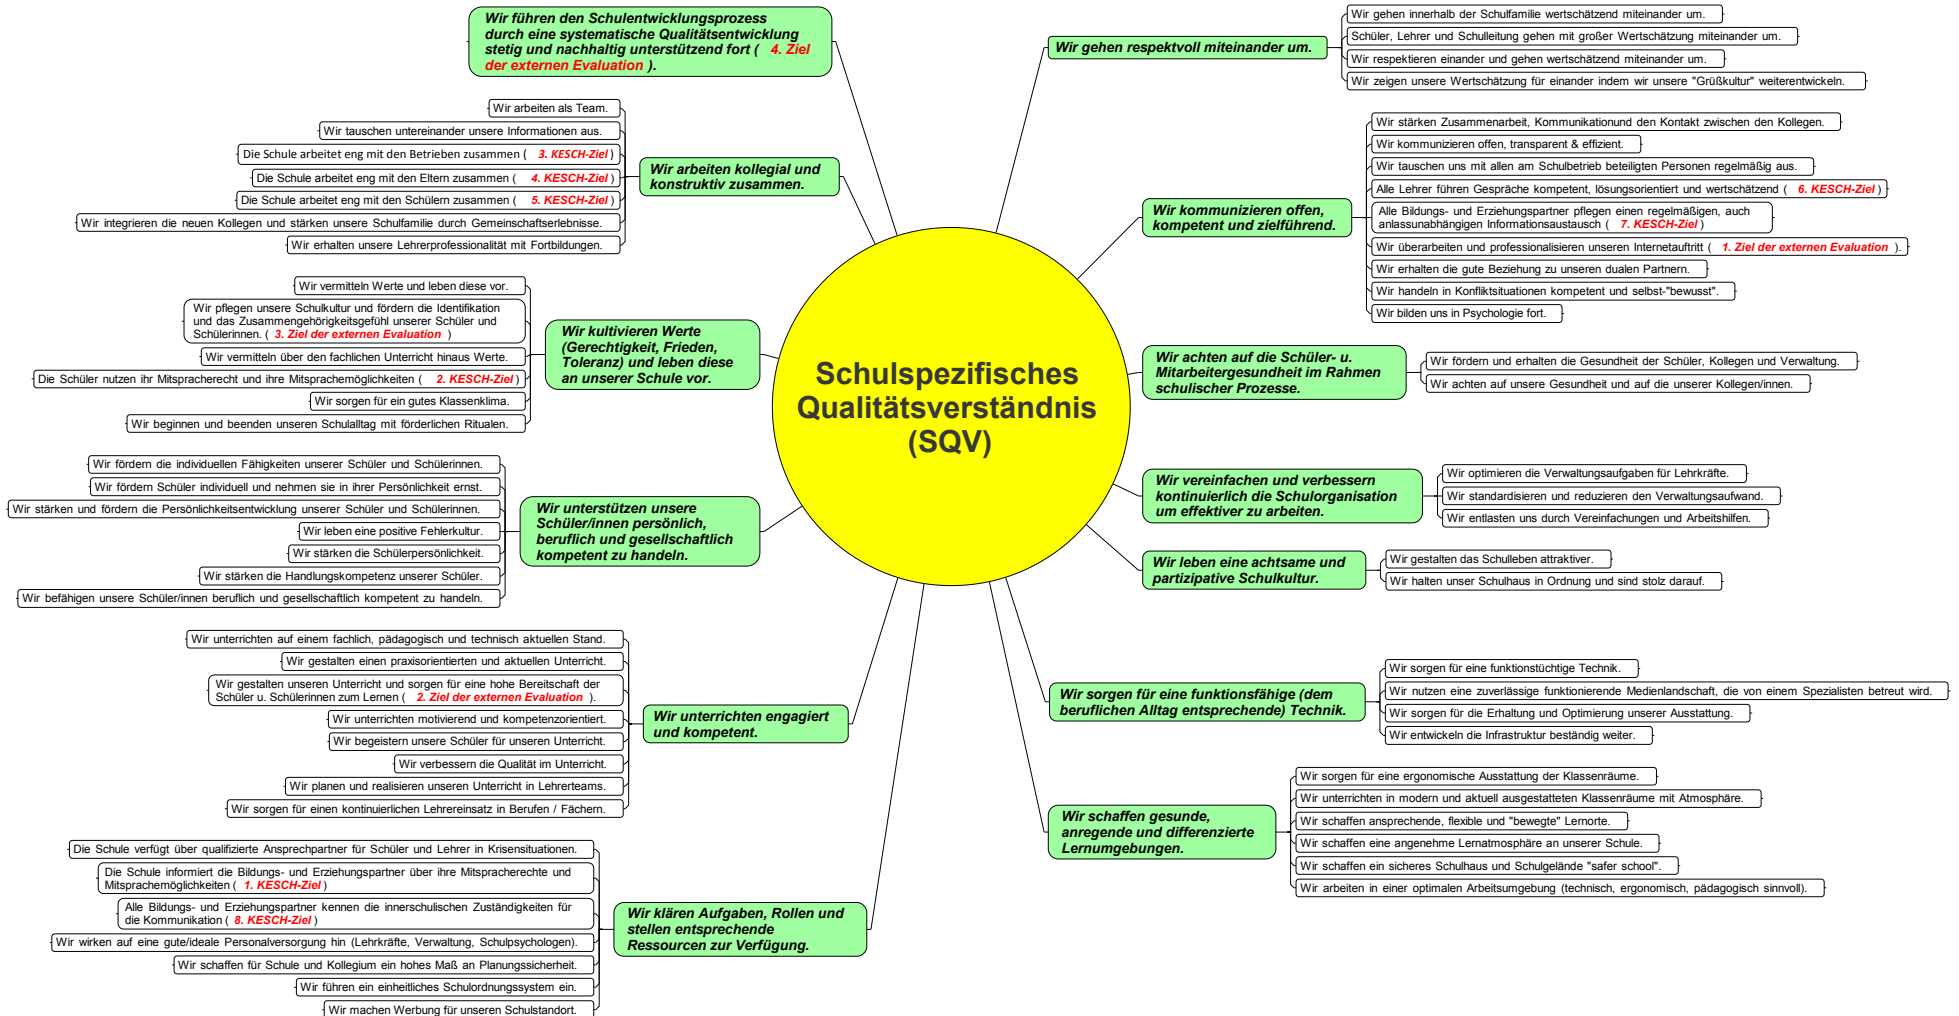 Schulspezifisches
Qualitätsverständnis
(SQV)
Wir führen den Schulentwicklungsprozess
durch eine systematische Qualitätsentwicklung
stetig und nachhaltig unterstützend fort ( 4. Ziel
der externen Evaluation ).
Wir arbeiten kollegial und
konstruktiv zusammen.
Wir arbeiten als Team.
Wir tauschen untereinander unsere Informationen aus.
Die Schule arbeitet eng mit den Betrieben zusammen ( 3. KESCH-Ziel )
Die Schule arbeitet eng mit den Eltern zusammen ( 4. KESCH-Ziel )
Die Schule arbeitet eng mit den Schülern zusammen ( 5. KESCH-Ziel )
Wir integrieren die neuen Kollegen und stärken unsere Schulfamilie durch Gemeinschaftserlebnisse.
Wir erhalten unsere Lehrerprofessionalität mit Fortbildungen.
Wir kultivieren Werte
(Gerechtigkeit, Frieden,
Toleranz) und leben diese
an unserer Schule vor.
Wir vermitteln Werte und leben diese vor.
Wir pflegen unsere Schulkultur und fördern die Identifikation
und das Zusammengehörigkeitsgefühl unserer Schüler und
Schülerinnen. ( 3. Ziel der externen Evaluation )
Wir vermitteln über den fachlichen Unterricht hinaus Werte.
Die Schüler nutzen ihr Mitspracherecht und ihre Mitsprachemöglichkeiten ( 2. KESCH-Ziel )
Wir sorgen für ein gutes Klassenklima.
Wir beginnen und beenden unseren Schulalltag mit förderlichen Ritualen.
Wir unterstützen unsere
Schüler/innen persönlich,
beruflich und gesellschaftlich
kompetent zu handeln.
Wir fördern die individuellen Fähigkeiten unserer Schüler und Schülerinnen.
Wir fördern Schüler individuell und nehmen sie in ihrer Persönlichkeit ernst.
Wir stärken und fördern die Persönlichkeitsentwicklung unserer Schüler und Schülerinnen.
Wir leben eine positive Fehlerkultur.
Wir stärken die Schülerpersönlichkeit.
Wir stärken die Handlungskompetenz unserer Schüler.
Wir befähigen unsere Schüler/innen beruflich und gesellschaftlich kompetent zu handeln.
Wir unterrichten engagiert
und kompetent.
Wir unterrichten auf einem fachlich, pädagogisch und technisch aktuellen Stand.
Wir gestalten einen praxisorientierten und aktuellen Unterricht.
Wir gestalten unseren Unterricht und sorgen für eine hohe Bereitschaft der
Schüler u. Schülerinnen zum Lernen ( 2. Ziel der externen Evaluation ).
Wir unterrichten motivierend und kompetenzorientiert.
Wir begeistern unsere Schüler für unseren Unterricht.
Wir verbessern die Qualität im Unterricht.
Wir planen und realisieren unseren Unterricht in Lehrerteams.
Wir sorgen für einen kontinuierlichen Lehrereinsatz in Berufen / Fächern.
Wir klären Aufgaben, Rollen und
stellen entsprechende
Ressourcen zur Verfügung.
Die Schule verfügt über qualifizierte Ansprechpartner für Schüler und Lehrer in Krisensituationen.
Die Schule informiert die Bildungs- und Erziehungspartner über ihre Mitspracherechte und
Mitsprachemöglichkeiten ( 1. KESCH-Ziel )
Alle Bildungs- und Erziehungspartner kennen die innerschulischen Zuständigkeiten für
die Kommunikation ( 8. KESCH-Ziel )
Wir wirken auf eine gute/ideale Personalversorgung hin (Lehrkräfte, Verwaltung, Schulpsychologen).
Wir schaffen für Schule und Kollegium ein hohes Maß an Planungssicherheit.
Wir führen ein einheitliches Schulordnungssystem ein.
Wir machen Werbung für unseren Schulstandort.
Wir gehen respektvoll miteinander um.
Wir gehen innerhalb der Schulfamilie wertschätzend miteinander um.
Schüler, Lehrer und Schulleitung gehen mit großer Wertschätzung miteinander um.
Wir respektieren einander und gehen wertschätzend miteinander um.
Wir zeigen unsere Wertschätzung für einander indem wir unsere "Grüßkultur" weiterentwickeln.
Wir kommunizieren offen,
kompetent und zielführend.
Wir stärken Zusammenarbeit, Kommunikationund den Kontakt zwischen den Kollegen.
Wir kommunizieren offen, transparent & effizient.
Wir tauschen uns mit allen am Schulbetrieb beteiligten Personen regelmäßig aus.
Alle Lehrer führen Gespräche kompetent, lösungsorientiert und wertschätzend ( 6. KESCH-Ziel )
Alle Bildungs- und Erziehungspartner pflegen einen regelmäßigen, auch
anlassunabhängigen Informationsaustausch ( 7. KESCH-Ziel )
Wir überarbeiten und professionalisieren unseren Internetauftritt ( 1. Ziel der externen Evaluation ).
Wir erhalten die gute Beziehung zu unseren dualen Partnern.
Wir handeln in Konfliktsituationen kompetent und selbst-"bewusst".
Wir bilden uns in Psychologie fort.
Wir achten auf die Schüler- u.
Mitarbeitergesundheit im Rahmen
schulischer Prozesse.
Wir fördern und erhalten die Gesundheit der Schüler, Kollegen und Verwaltung.
Wir achten auf unsere Gesundheit und auf die unserer Kollegen/innen.
Wir vereinfachen und verbessern
kontinuierlich die Schulorganisation
um effektiver zu arbeiten.
Wir optimieren die Verwaltungsaufgaben für Lehrkräfte.
Wir standardisieren und reduzieren den Verwaltungsaufwand.
Wir entlasten uns durch Vereinfachungen und Arbeitshilfen.
Wir leben eine achtsame und
partizipative Schulkultur.
Wir gestalten das Schulleben attraktiver.
Wir halten unser Schulhaus in Ordnung und sind stolz darauf.
Wir sorgen für eine funktionsfähige (dem
beruflichen Alltag entsprechende) Technik.
Wir sorgen für eine funktionstüchtige Technik.
Wir nutzen eine zuverlässige funktionierende Medienlandschaft, die von einem Spezialisten betreut wird.
Wir sorgen für die Erhaltung und Optimierung unserer Ausstattung.
Wir entwickeln die Infrastruktur beständig weiter.
Wir schaffen gesunde,
anregende und differenzierte
Lernumgebungen.
Wir sorgen für eine ergonomische Ausstattung der Klassenräume.
Wir unterrichten in modern und aktuell ausgestatteten Klassenräume mit Atmosphäre.
Wir schaffen ansprechende, flexible und "bewegte" Lernorte.
Wir schaffen eine angenehme Lernatmosphäre an unserer Schule.
Wir schaffen ein sicheres Schulhaus und Schulgelände "safer school".
Wir arbeiten in einer optimalen Arbeitsumgebung (technisch, ergonomisch, pädagogisch sinnvoll).